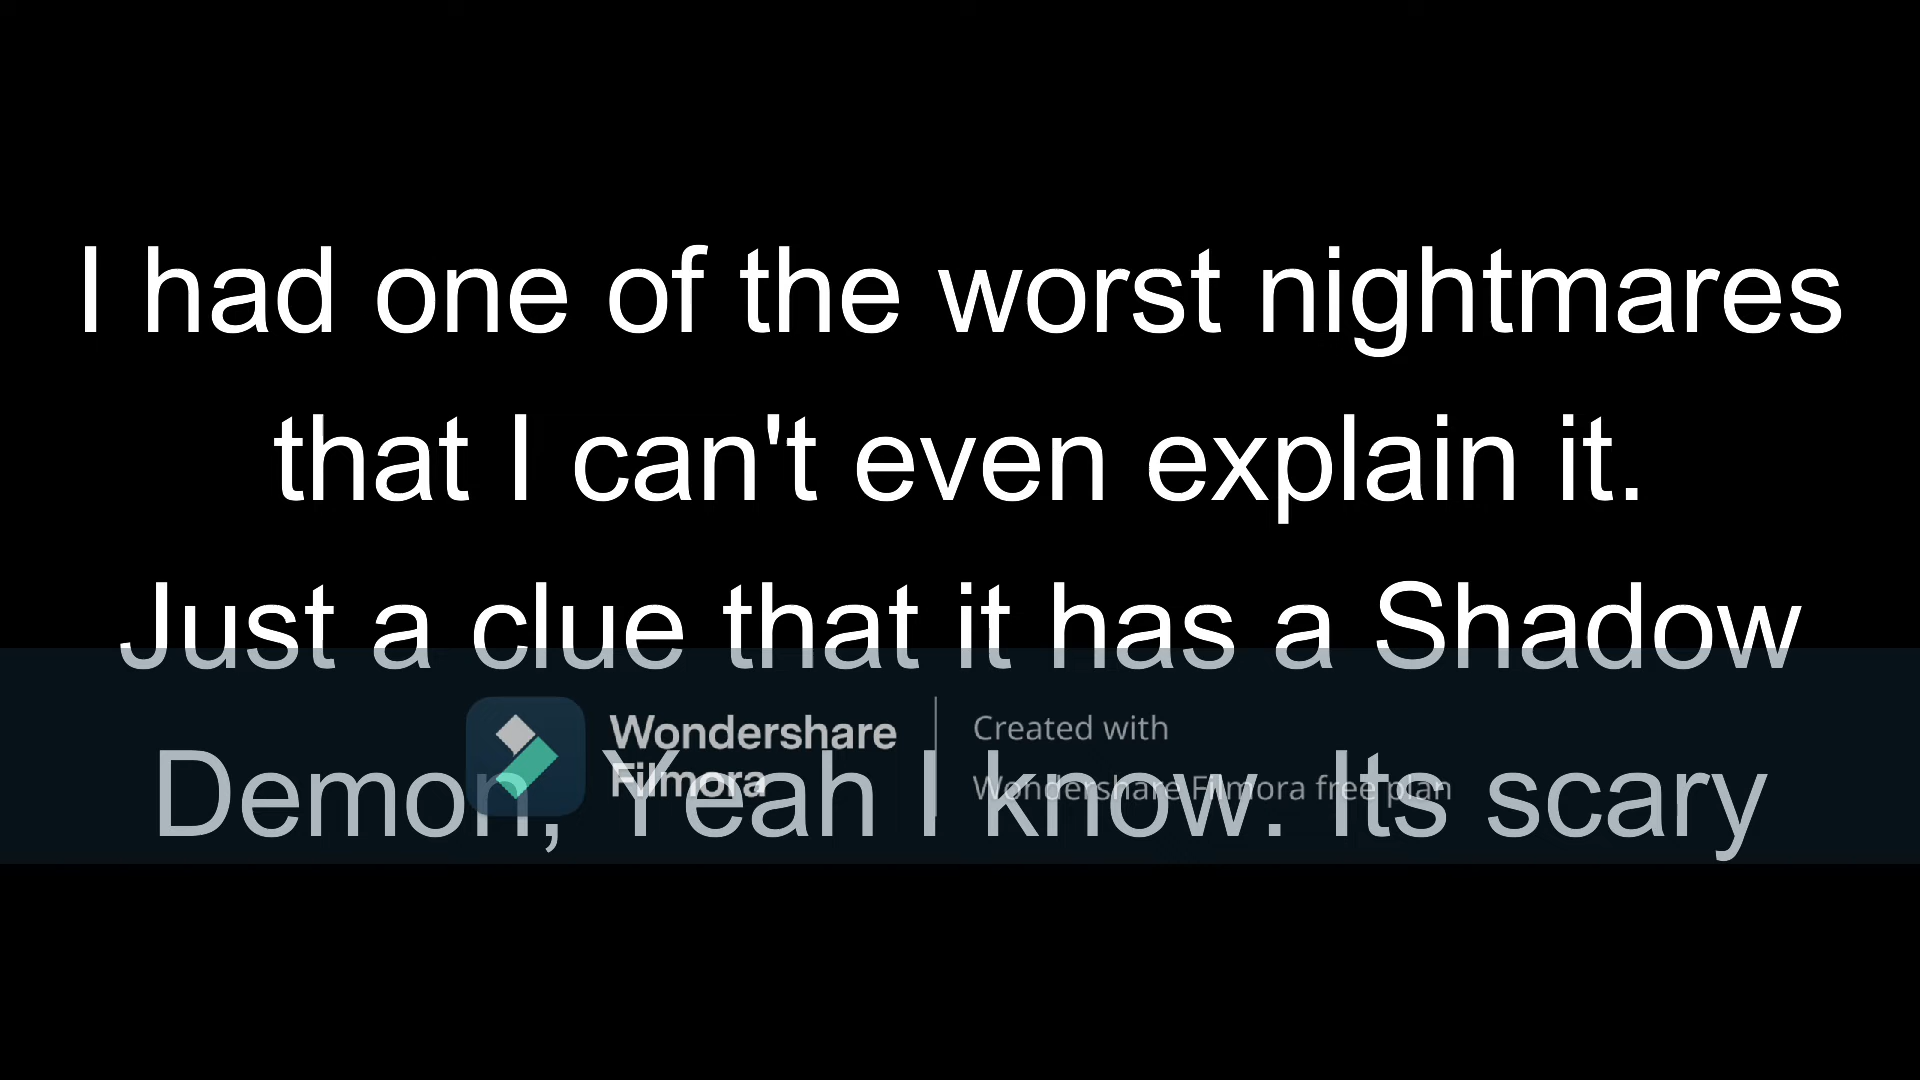 I had one of the worst nightmares
that I can't even explain it.
Just a clue that it has a Shadow
Demon, Yeah I know. Its scary
Wondershare
Filmora
Created with
Wondershare Filmora free plan